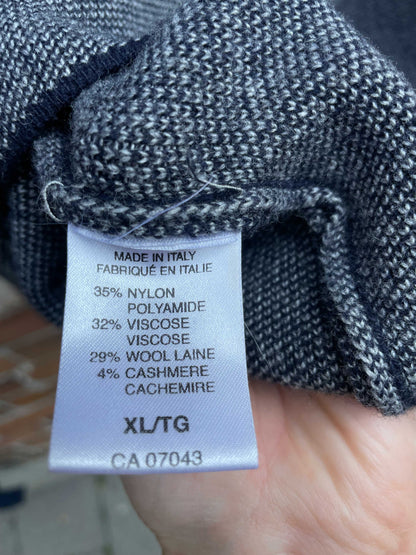 MADE IN ITALY
FABRIQUÉ EN ITALIE
35% NYLON
POLYAMIDE
32% VISCOSE
VISCOSE
29% WOOL LAINE
4% CASHMERE
CACHEMIRE
XL/TG
CA 07043